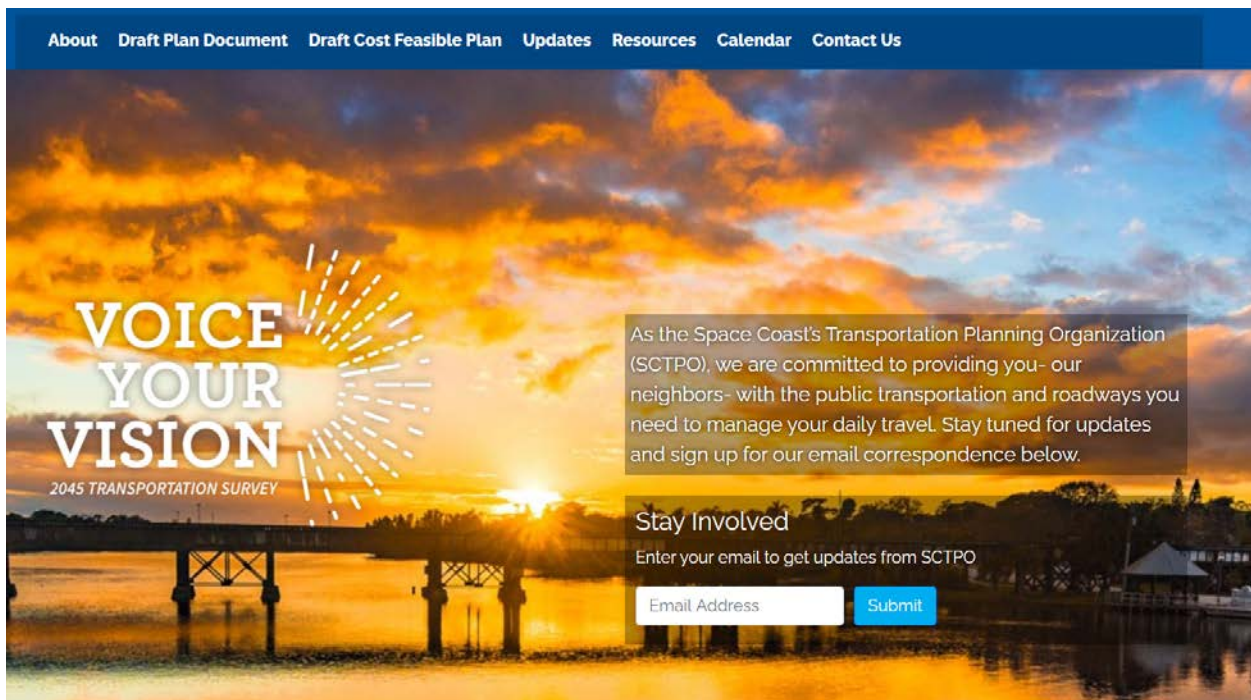 About Draft Plan Document Draft Cost Feasible Plan Updates Resources Calendar Contact Us
VOICE
YOUR
VISION
2045 TRANSPORTATION SURVEY
As the Space Coast's Transportation Planning Organization
(SCTPO), we are committed to providing you- our
neighbors- with the public transportation and roadways you
need to manage your daily travel. Stay tuned for updates
and sign up for our email correspondence below.
Stay Involved
Enter your email to get updates from SCTPO
Email Address
Submit